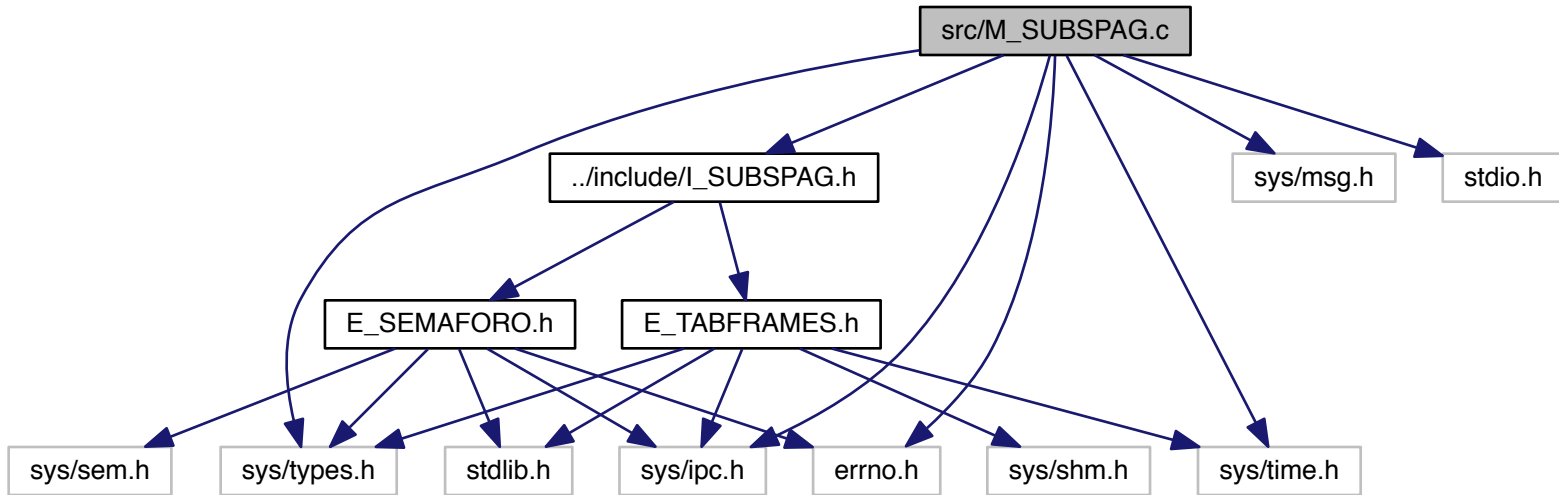 src/M_SUBSPAG.c
../include/I_SUBSPAG.h
sys/msg.h
stdio.h
E_SEMAFORO.h
E_TABFRAMES.h
sys/sem.h
sys/types.h
stdlib.h
sys/ipc.h
errno.h
sys/shm.h
sys/time.h